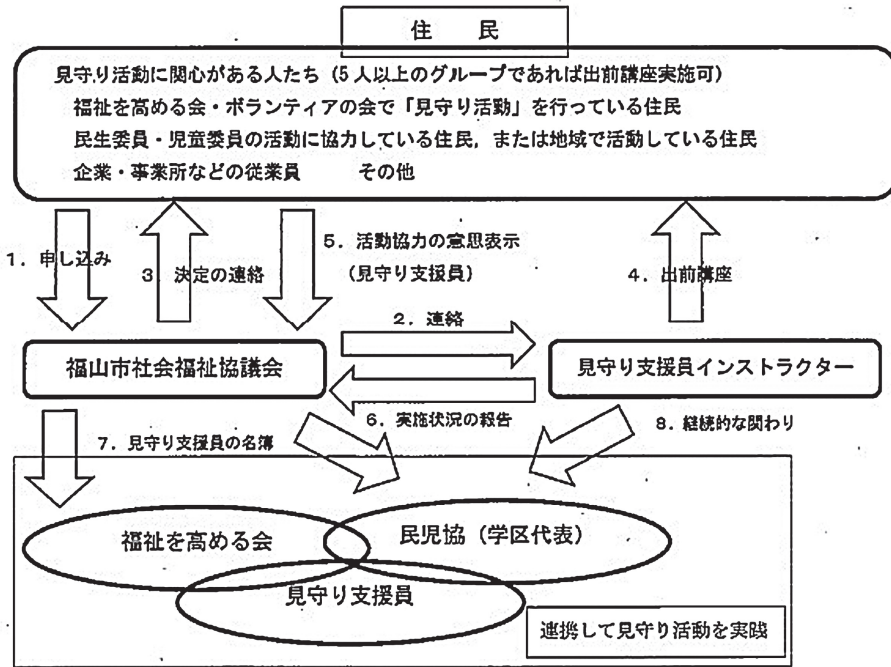 住　民
見守り活動に関心がある人たち（5人以上のグループであれば出前講座実施可）
福祉を高める会・ボランティアの会で「見守り活動」を行っている住民
民生委員・児童委員の活動に協力している住民，または地域で活動している住民
企業・事業所などの従業員　　その他
1．申し込み
3．決定の連絡
5．活動協力の意思表示
（見守り支援員）
4．出前講座
2．連絡
福山市社会福祉協議会
見守り支援員インストラクター
6．実施状況の報告
7．見守り支援員の名簿
8．継続的な関わり
福祉を高める会
民児協（学区代表）
見守り支援員
連携して見守り活動を実践